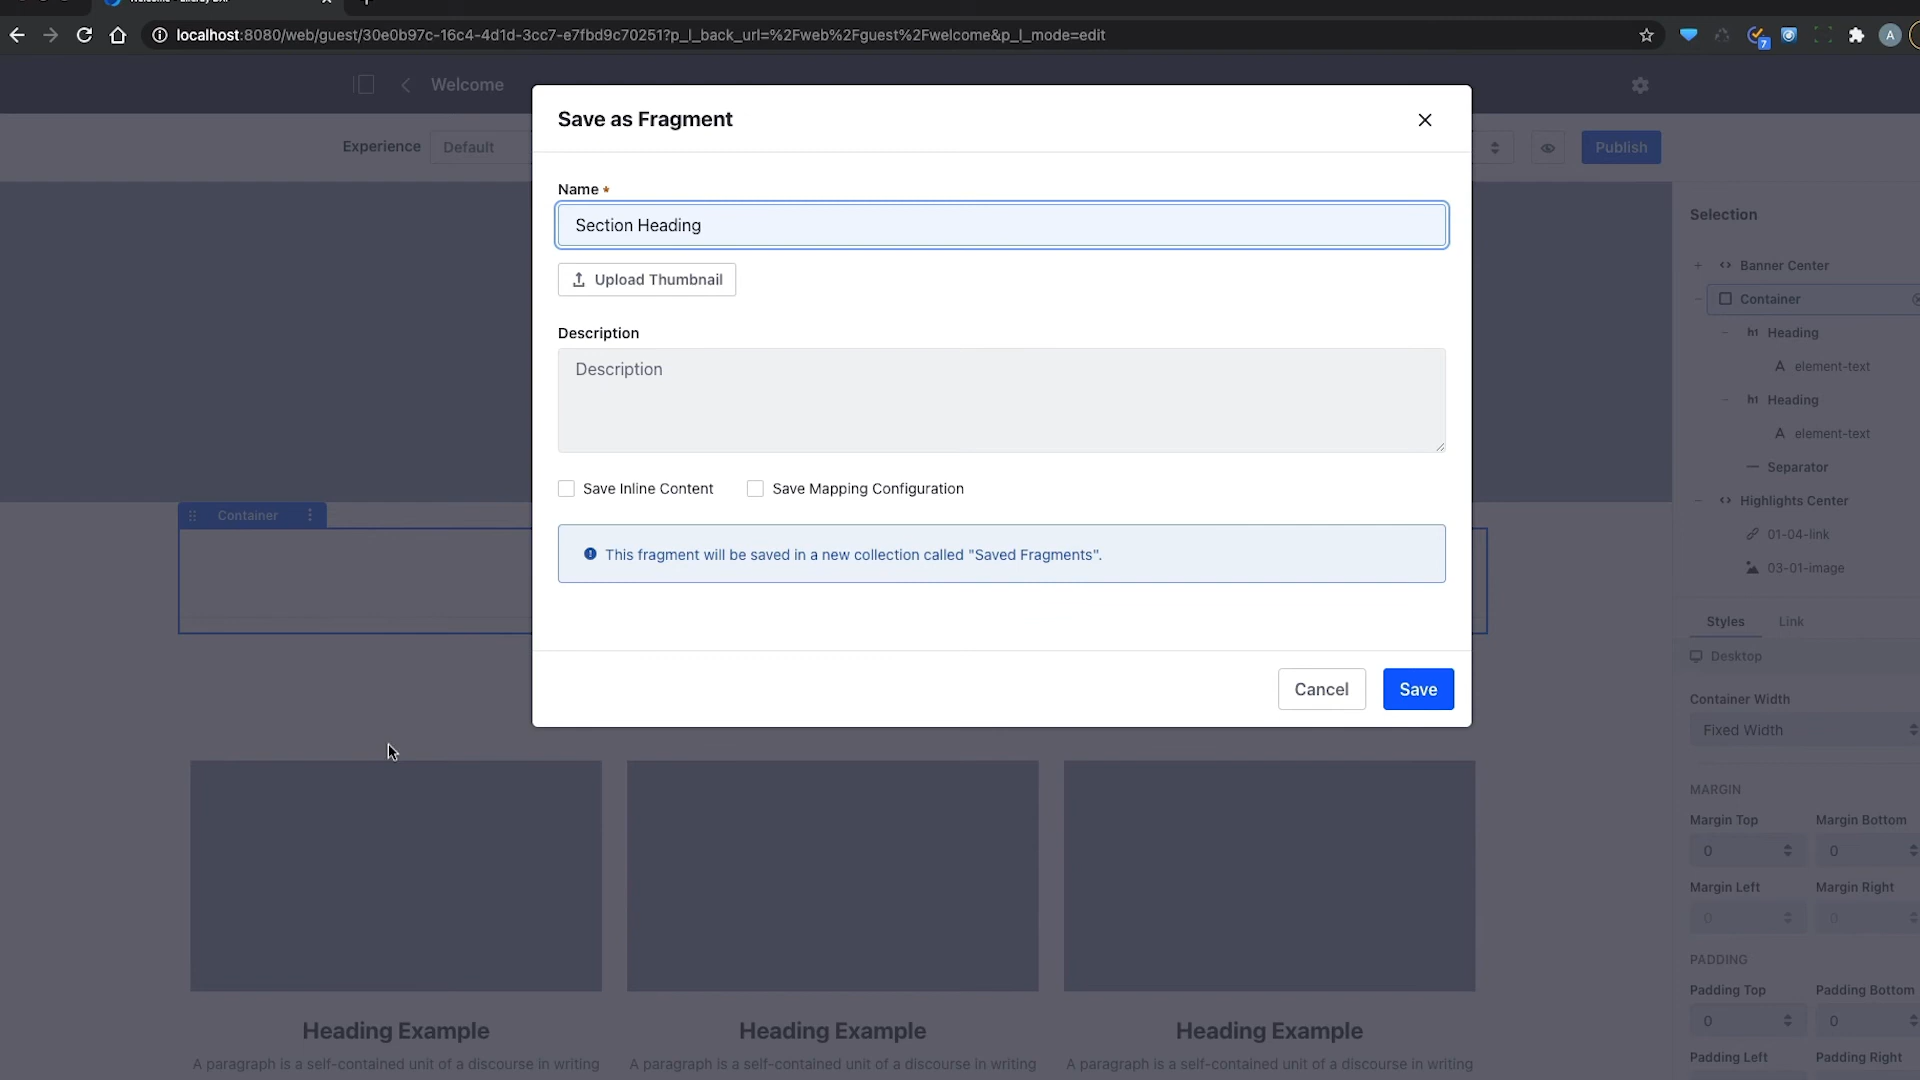 localhost:8080/web/guest/30e0b97c-16c4-4d1d-3cc7-e7fbd9c70251?p_l_back_url=%2Fweb%2Fguest%2Fwelcome&p_l_mode=edit
7
A
Welcome
Save as Fragment
Experience
Default
Publish
Name *
Section Heading
Upload Thumbnail
Description
Description
Save Inline Content
Save Mapping Configuration
This fragment will be saved in a new collection called "Saved Fragments".
Cancel
Save
Container
Selection
Banner Center
Container
h1 Heading
A element-text
h1 Heading
A element-text
Separator
Highlights Center
01-04-link
03-01-image
Styles
Link
Desktop
Container Width
Fixed Width
MARGIN
Margin Top
Margin Bottom
0
0
Margin Left
Margin Right
0
0
PADDING
Padding Top
Padding Bottom
0
0
Padding Left
Padding Right
Heading Example
Heading Example
Heading Example
A paragraph is a self-contained unit of a discourse in writing
A paragraph is a self-contained unit of a discourse in writing
A paragraph is a self-contained unit of a discourse in writing